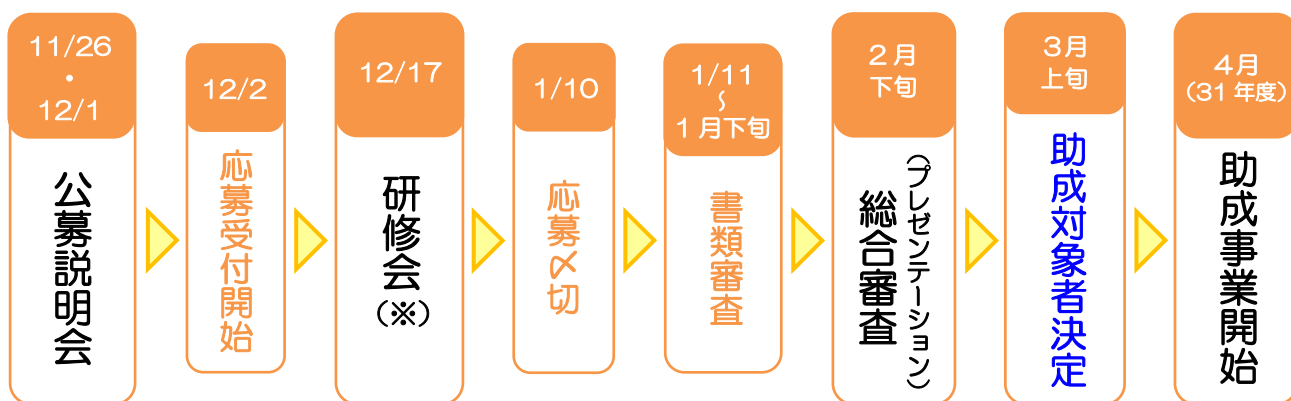 11/26
・
12/1
公募説明会
12/2
応募受付開始
12/17
研修会
(※)
1/10
応募〆切
1/11
～
1月下旬
書類審査
2月
下旬
総合審査
(プレゼンテーション)
3月
上旬
助成対象者決定
4月
(31年度)
助成事業開始